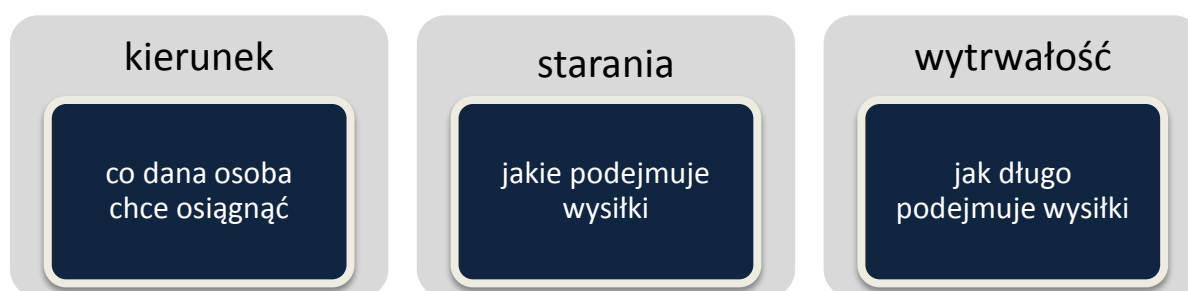 kierunek
co dana osoba
chce osiągnąć
starania
jakie podejmuje
wysiłki
wytrwałość
jak długo
podejmuje wysiłki